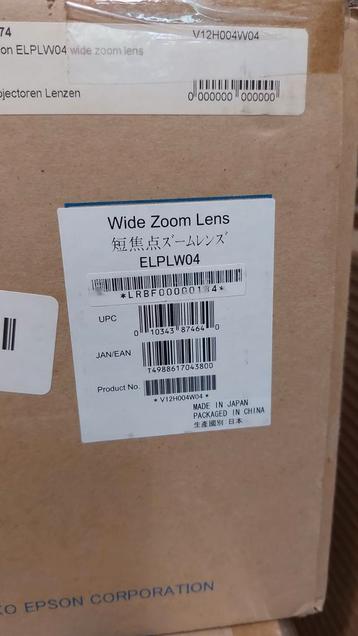 74
V12H004W04
on ELPLW04 wide zoom lens
ojectoren Lenzen
0 000000 000000
Wide Zoom Lens
短焦点ズームレンズ
ELPLW04
UPC
0 10343 87464 0
JAN/EAN
T4988617043800
Product No.
* V12H004W04 *
MADE IN JAPAN
PACKAGED IN CHINA
生産國別 日本
KO EPSON CORPORATION